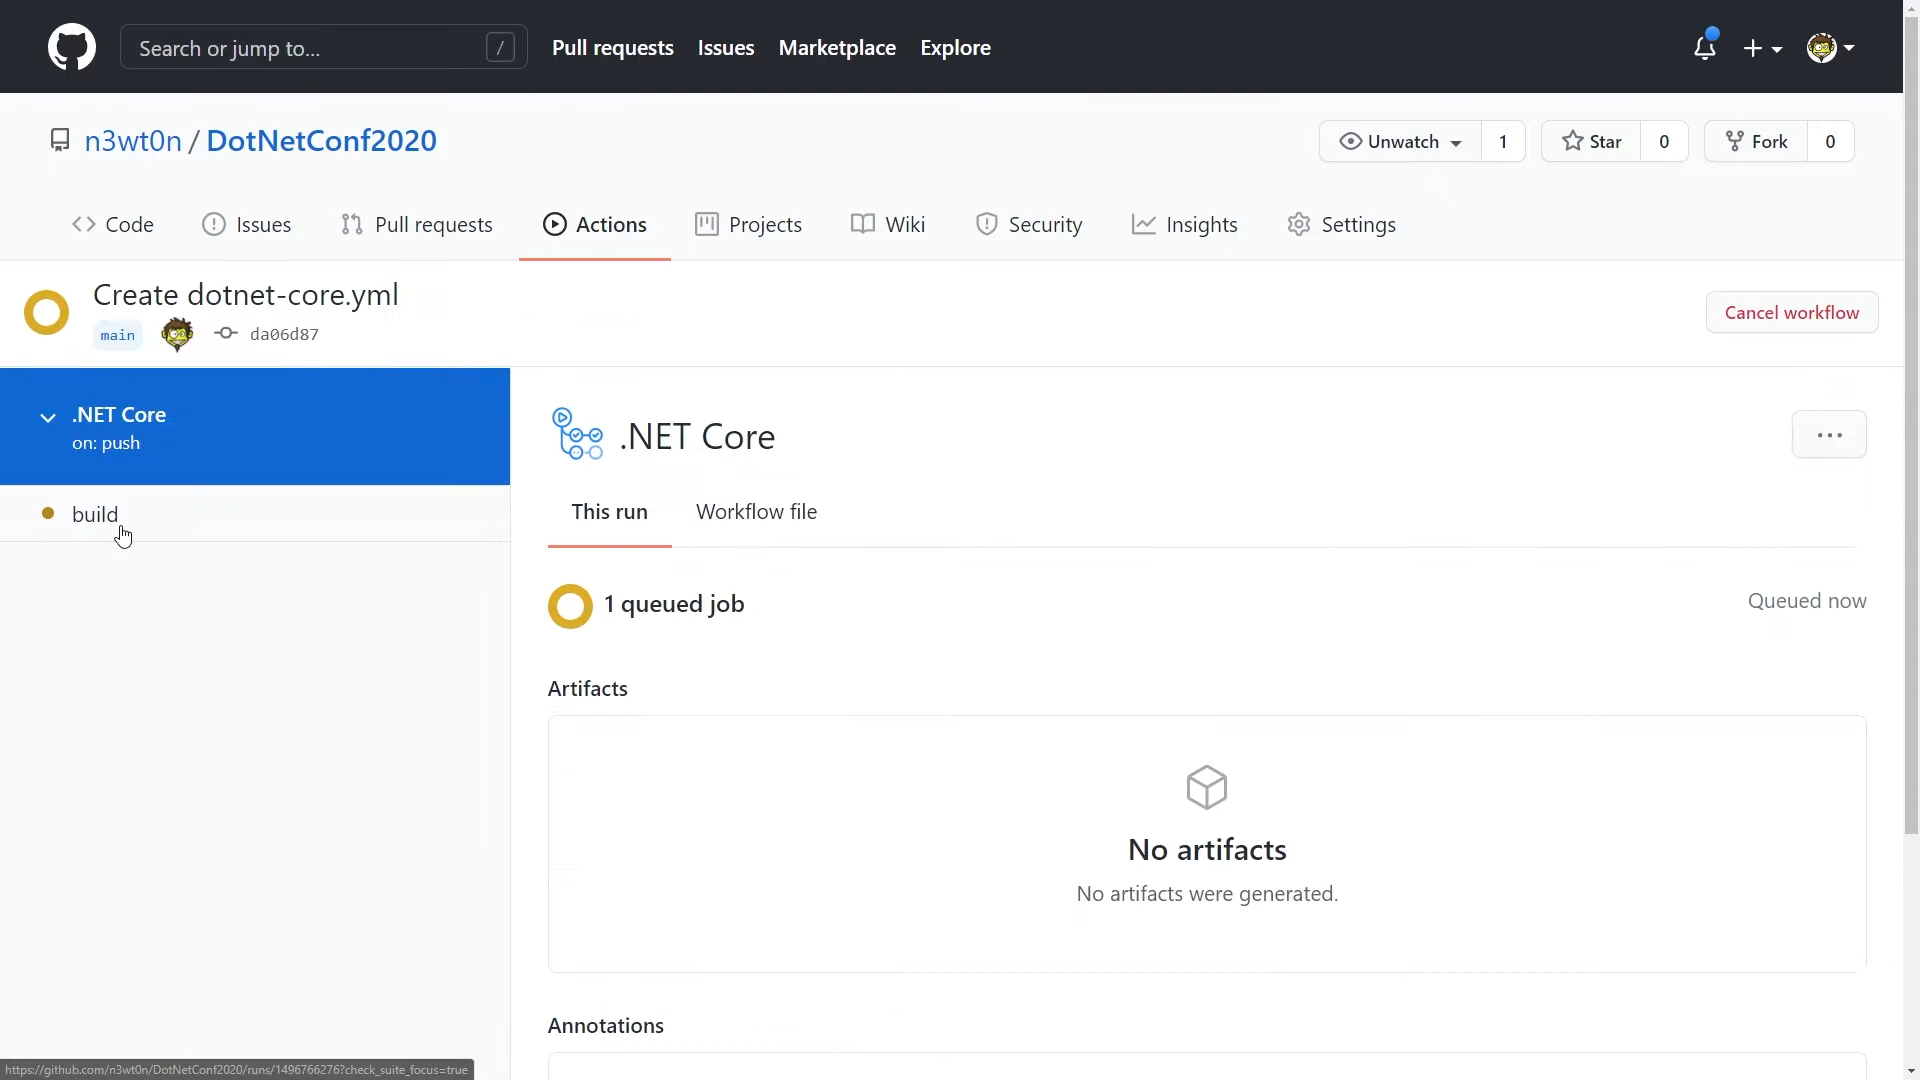 Search or jump to... /
Pull requests Issues Marketplace Explore
n3wt0n / DotNetConf2020
Unwatch 1 Star 0 Fork 0
Code Issues Pull requests Actions Projects Wiki Security Insights Settings
Create dotnet-core.yml
main da06d87
Cancel workflow
.NET Core
on: push
build
.NET Core
This run Workflow file
1 queued job
Queued now
Artifacts
No artifacts
No artifacts were generated.
Annotations
https://github.com/n3wt0n/DotNetConf2020/runs/1496766276?check_suite_focus=true